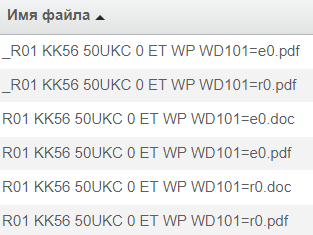 Имя файла
_R01 KK56 50UKC 0 ET WP WD101=e0.pdf
_R01 KK56 50UKC 0 ET WP WD101=r0.pdf
R01 KK56 50UKC 0 ET WP WD101=e0.doc
R01 KK56 50UKC 0 ET WP WD101=e0.pdf
R01 KK56 50UKC 0 ET WP WD101=r0.doc
R01 KK56 50UKC 0 ET WP WD101=r0.pdf